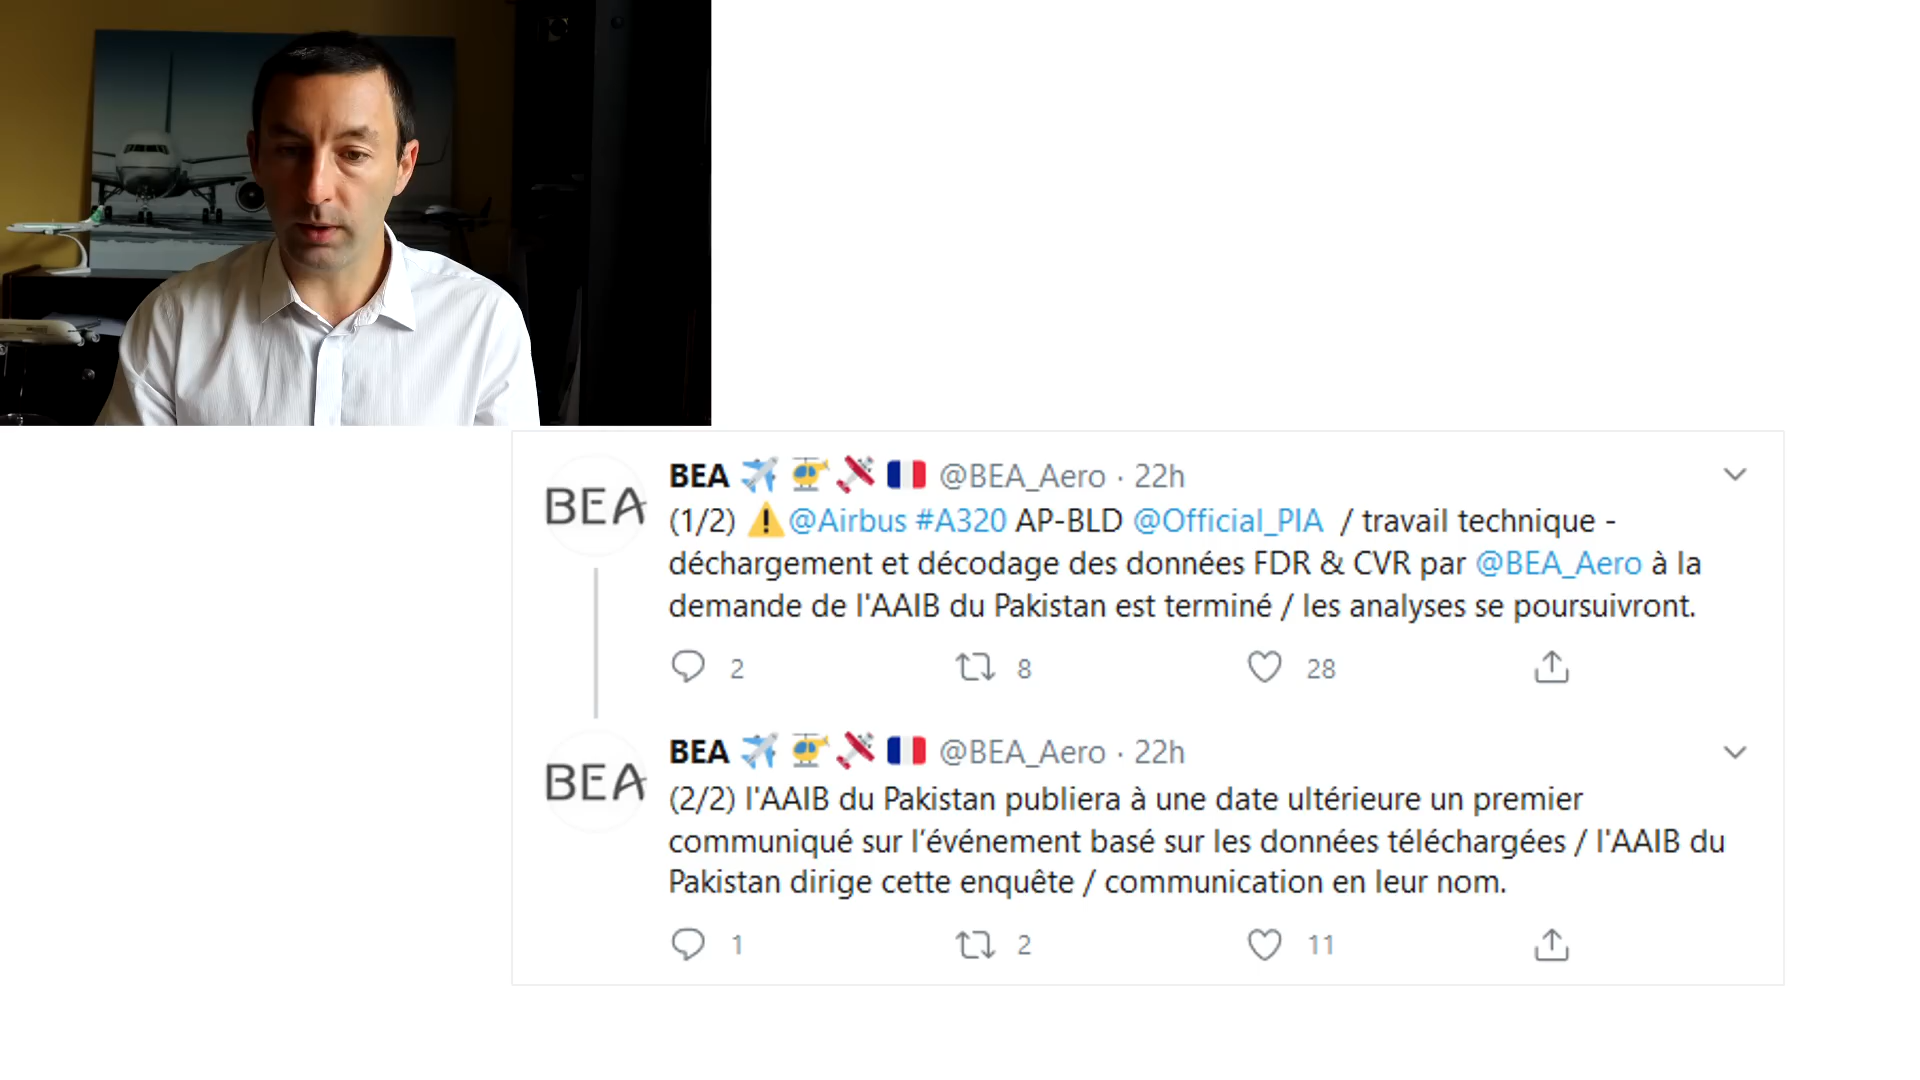 BEA ✈️ 🚁 🛩️ 🇫🇷 @BEA_Aero · 22h
BEA
(1/2) ⚠️@Airbus #A320 AP-BLD @Official_PIA / travail technique -
déchargement et décodage des données FDR & CVR par @BEA_Aero à la
demande de l'AAIB du Pakistan est terminé / les analyses se poursuivront.
2 8 28
BEA ✈️ 🚁 🛩️ 🇫🇷 @BEA_Aero · 22h
BEA
(2/2) l'AAIB du Pakistan publiera à une date ultérieure un premier
communiqué sur l’événement basé sur les données téléchargées / l'AAIB du
Pakistan dirige cette enquête / communication en leur nom.
1 2 11